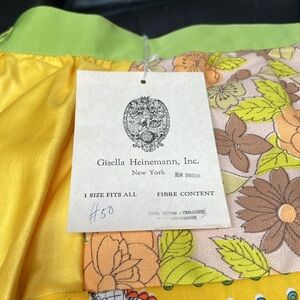 Gisella Heinemann, Inc.
New York
1 SIZE FITS ALL FIBRE CONTENT
#50